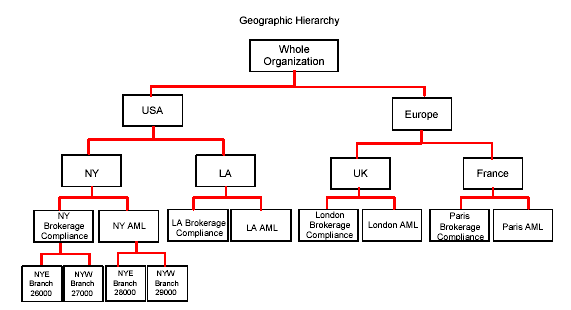 Geographic Hierarchy
Whole
Organization
USA
Europe
NY
LA
UK
France
NY
Brokerage
Compliance
NY AML
LA Brokerage
Compliance
LA AML
London
Brokerage
Compliance
London AML
Paris
Brokerage
Compliance
Paris AML
NYE
Branch
26000
NYW
Branch
27000
NYE
Branch
28000
NYW
Branch
29000